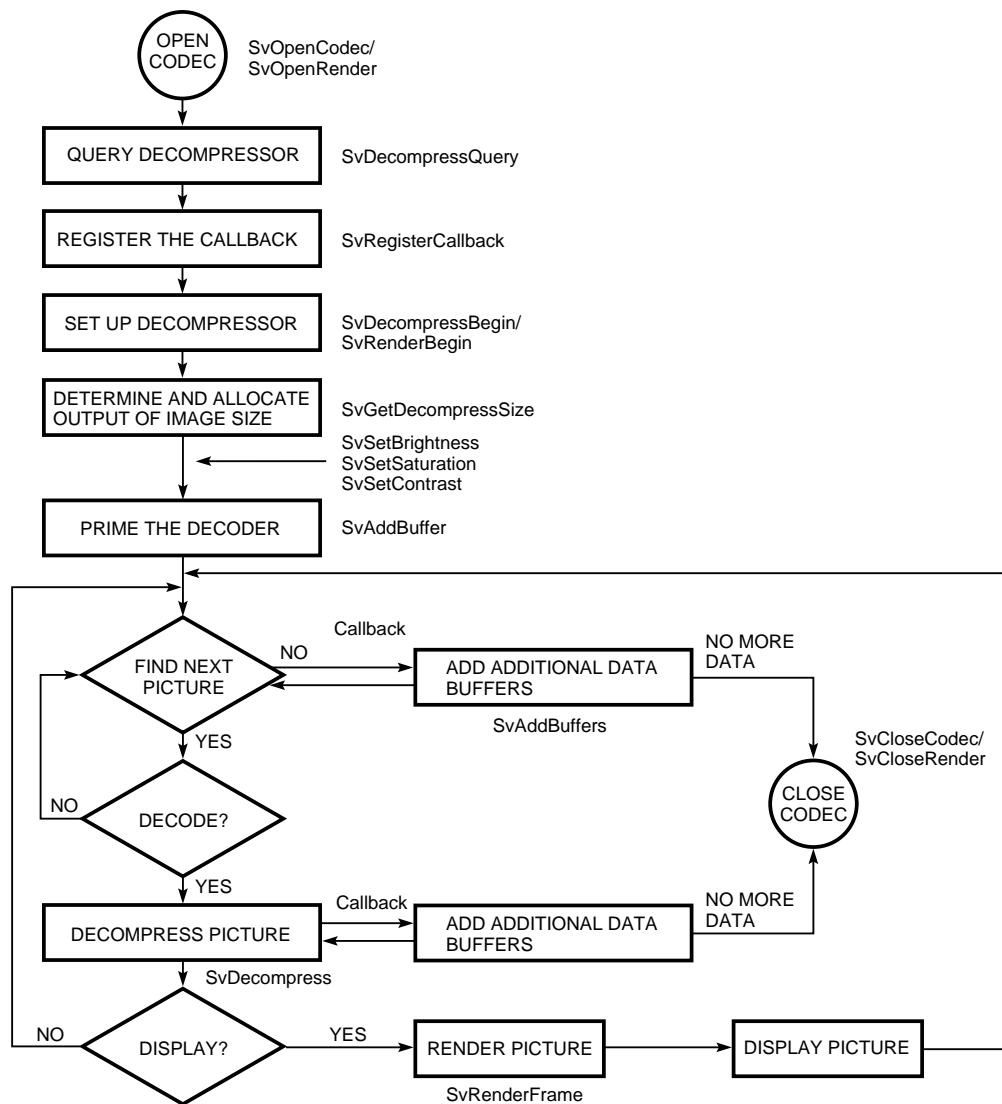 OPEN
CODEC
SvOpenCodec/
SvOpenRender
QUERY DECOMPRESSOR
SvDecompressQuery
REGISTER THE CALLBACK
SvRegisterCallback
SET UP DECOMPRESSOR
SvDecompressBegin/
SvRenderBegin
DETERMINE AND ALLOCATE
OUTPUT OF IMAGE SIZE
SvGetDecompressSize
SvSetBrightness
SvSetSaturation
SvSetContrast
PRIME THE DECODER
SvAddBuffer
FIND NEXT
PICTURE
NO
Callback
ADD ADDITIONAL DATA
BUFFERS
SvAddBuffers
NO MORE
DATA
YES
SvCloseCodec/
SvCloseRender
CLOSE
CODEC
NO
DECODE?
YES
DECOMPRESS PICTURE
Callback
ADD ADDITIONAL DATA
BUFFERS
NO MORE
DATA
SvDecompress
NO
DISPLAY?
YES
RENDER PICTURE
SvRenderFrame
DISPLAY PICTURE